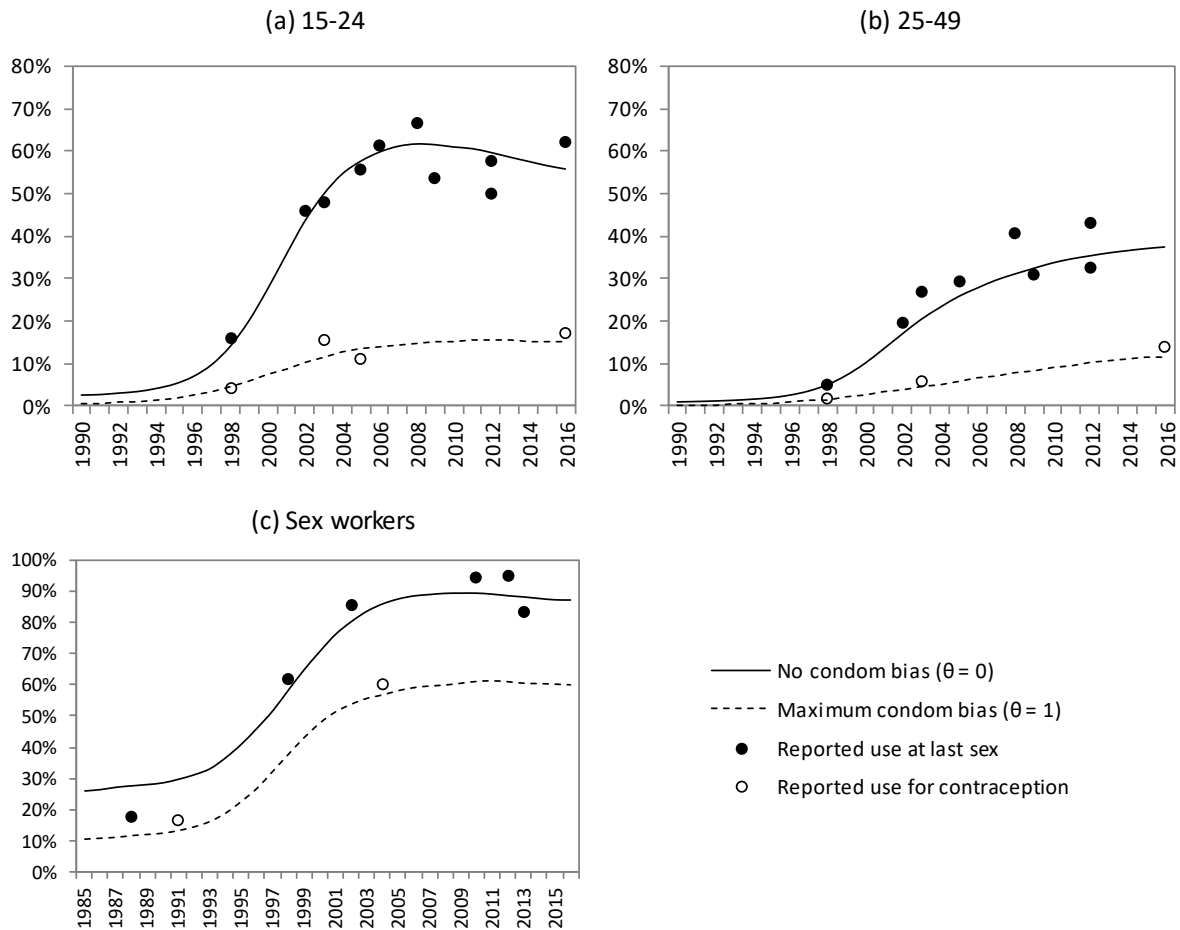 (a) 15-24
80%
70%
60%
50%
40%
30%
20%
10%
0%
1990 1992 1994 1996 1998 2000 2002 2004 2006 2008 2010 2012 2014 2016
(b) 25-49
80%
70%
60%
50%
40%
30%
20%
10%
0%
1990 1992 1994 1996 1998 2000 2002 2004 2006 2008 2010 2012 2014 2016
(c) Sex workers
100%
90%
80%
70%
60%
50%
40%
30%
20%
10%
0%
1985 1987 1989 1991 1993 1995 1997 1999 2001 2003 2005 2007 2009 2011 2013 2015
No condom bias (θ = 0)
Maximum condom bias (θ = 1)
Reported use at last sex
Reported use for contraception